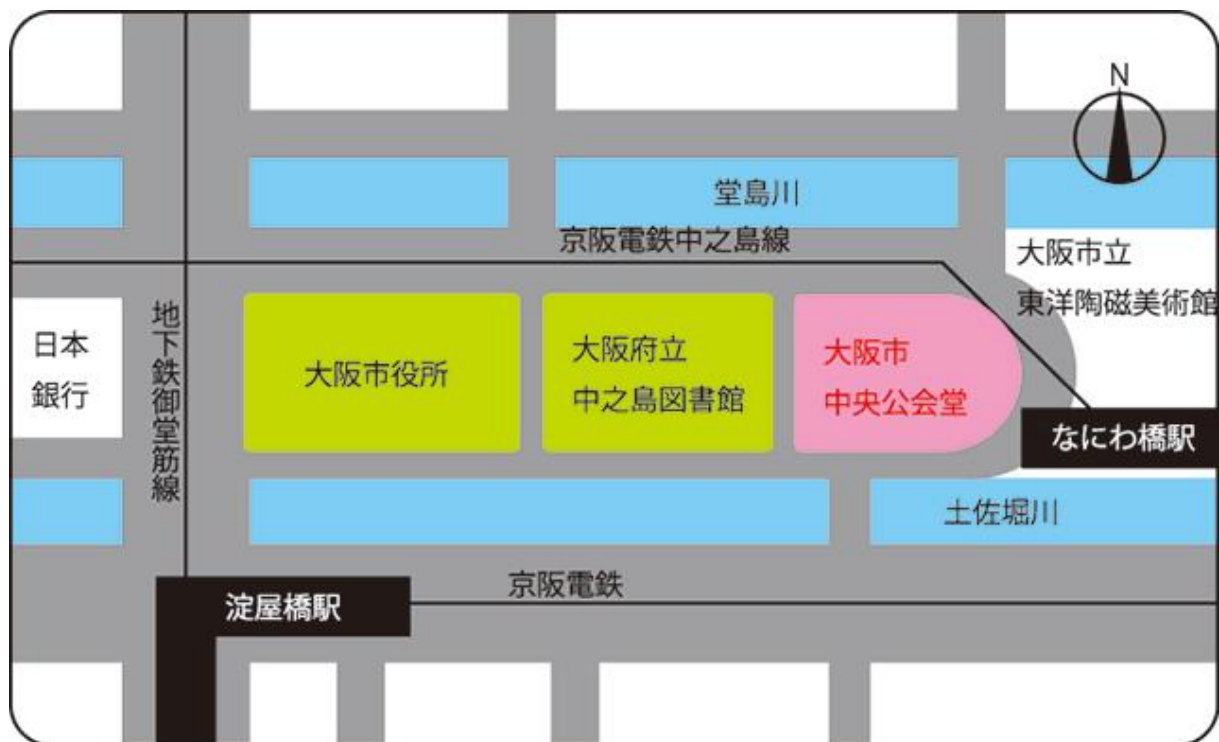 N
堂島川
京阪電鉄中之島線
大阪市立
東洋陶磁美術館
日本
銀行
地下鉄御堂筋線
大阪市役所
大阪府立
中之島図書館
大阪市
中央公会堂
なにわ橋駅
土佐堀川
京阪電鉄
淀屋橋駅